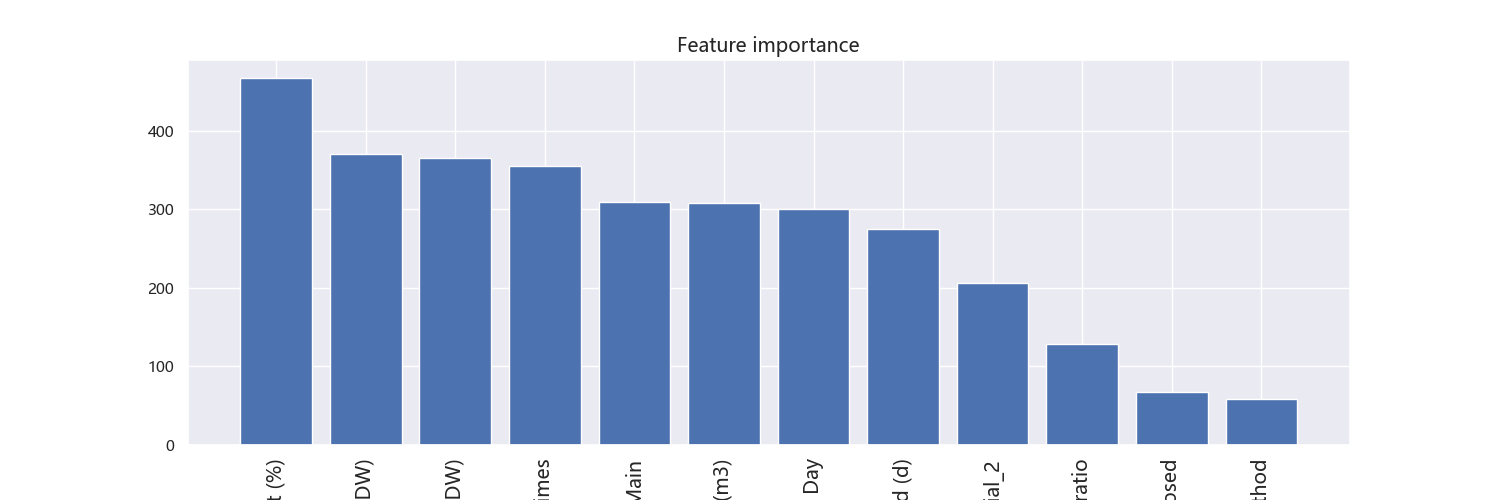 Feature importance
400
300
200
100
0
t (%)
DW)
DW)
imes
Main
(m3)
Day
d (d)
ial_2
ratio
osed
thod